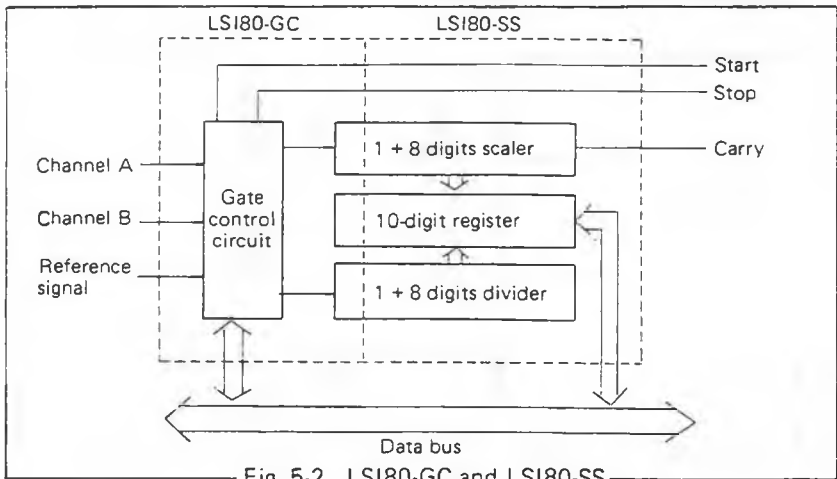 LSI80-GC
LSI80-SS
Start
Stop
Channel A
1 + 8 digits scaler
Carry
Channel B
Gate
control
circuit
10-digit register
Reference
signal
1 + 8 digits divider
Data bus
Fig. 5-2 LSI80-GC and LSI80-SS